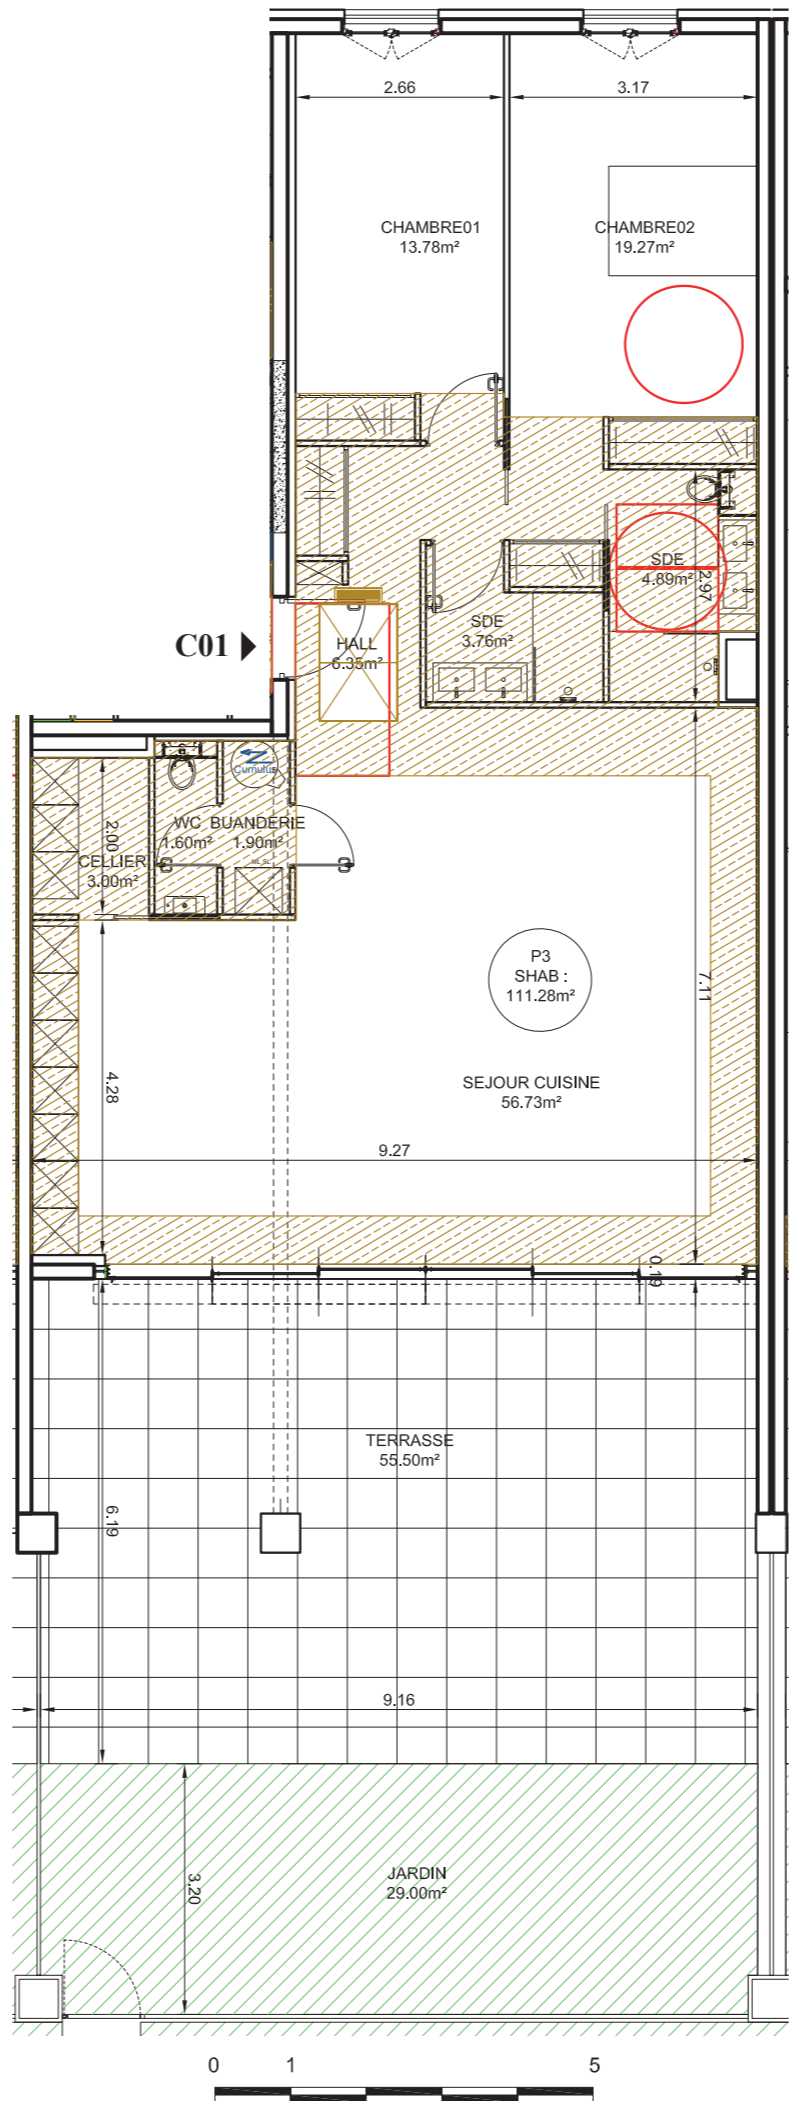 2.66
3.17
CHAMBRE01
13.78m²
CHAMBRE02
19.27m²
SDE
4.89m²
2.97
SDE
3.76m²
HALL
6.35m²
C01
Cumulus
WC
1.60m²
BUANDERIE
1.90m²
2.00
CELLIER
3.00m²
P3
SHAB :
111.28m²
7.11
SEJOUR CUISINE
56.73m²
4.28
9.27
0.19
TERRASSE
55.50m²
6.19
9.16
JARDIN
29.00m²
3.20
0 1 5